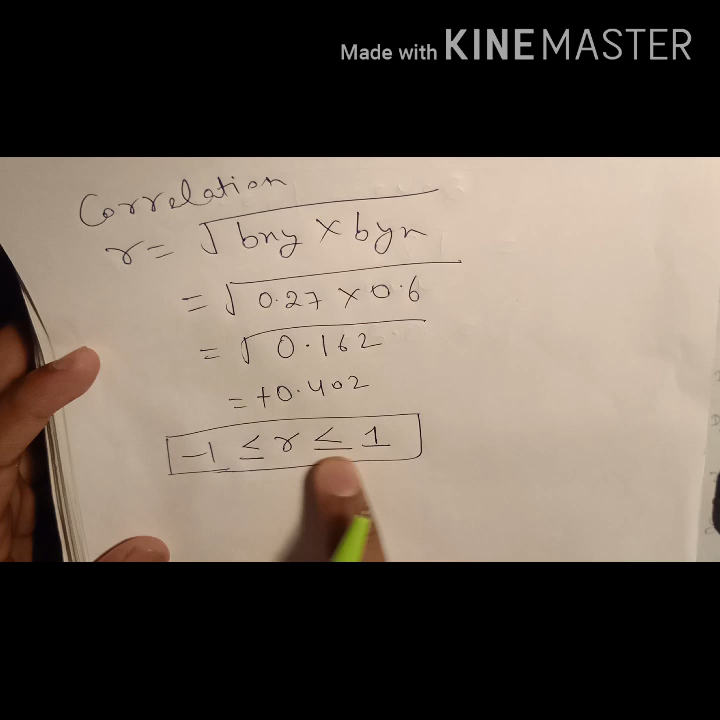 Made with KINEMASTER
Correlation
r = √bxy × byx
= √0.27 × 0.6
= √0.162
= +0.402
-1 ≤ r ≤ 1